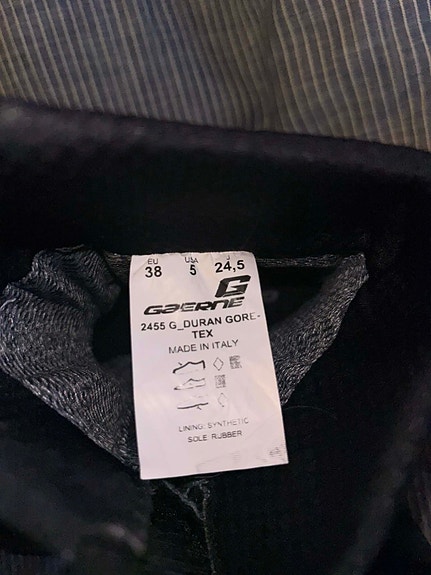 EU USA J
38 5 24,5
G
GAERNE
2455 G_DURAN GORE-
TEX
MADE IN ITALY
LINING: SYNTHETIC
SOLE: RUBBER